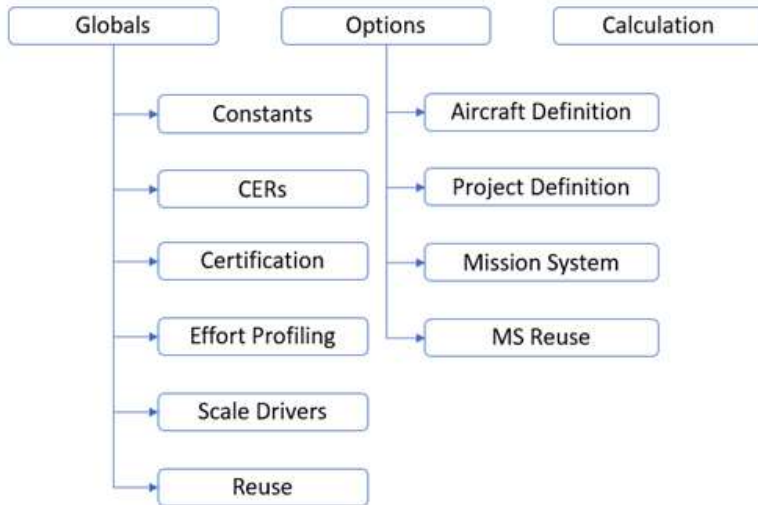 Globals
Options
Calculation
Constants
CERs
Certification
Effort Profiling
Scale Drivers
Reuse
Aircraft Definition
Project Definition
Mission System
MS Reuse